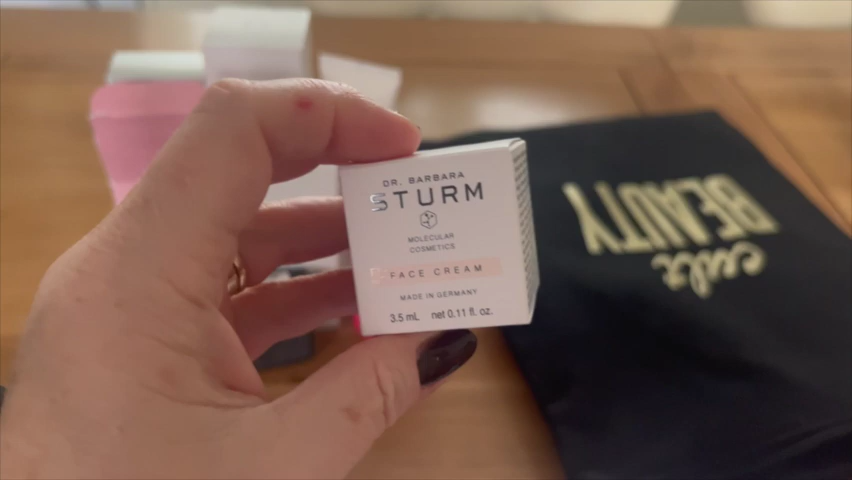 DR. BARBARA
STURM
MOLECULAR
COSMETICS
FACE CREAM
MADE IN GERMANY
3.5 mL net 0.11 fl. oz.
cult
BEAUTY